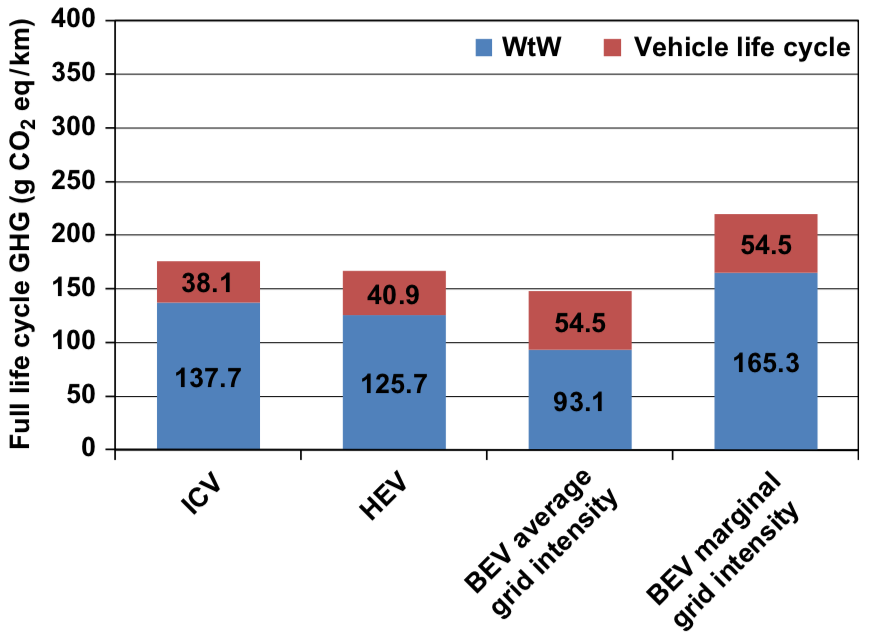 Full life cycle GHG (g CO₂ eq/km)
400
350
300
250
200
150
100
50
0
WtW
Vehicle life cycle
38.1
137.7
40.9
125.7
54.5
93.1
54.5
165.3
ICV
HEV
BEV average
grid intensity
BEV marginal
grid intensity